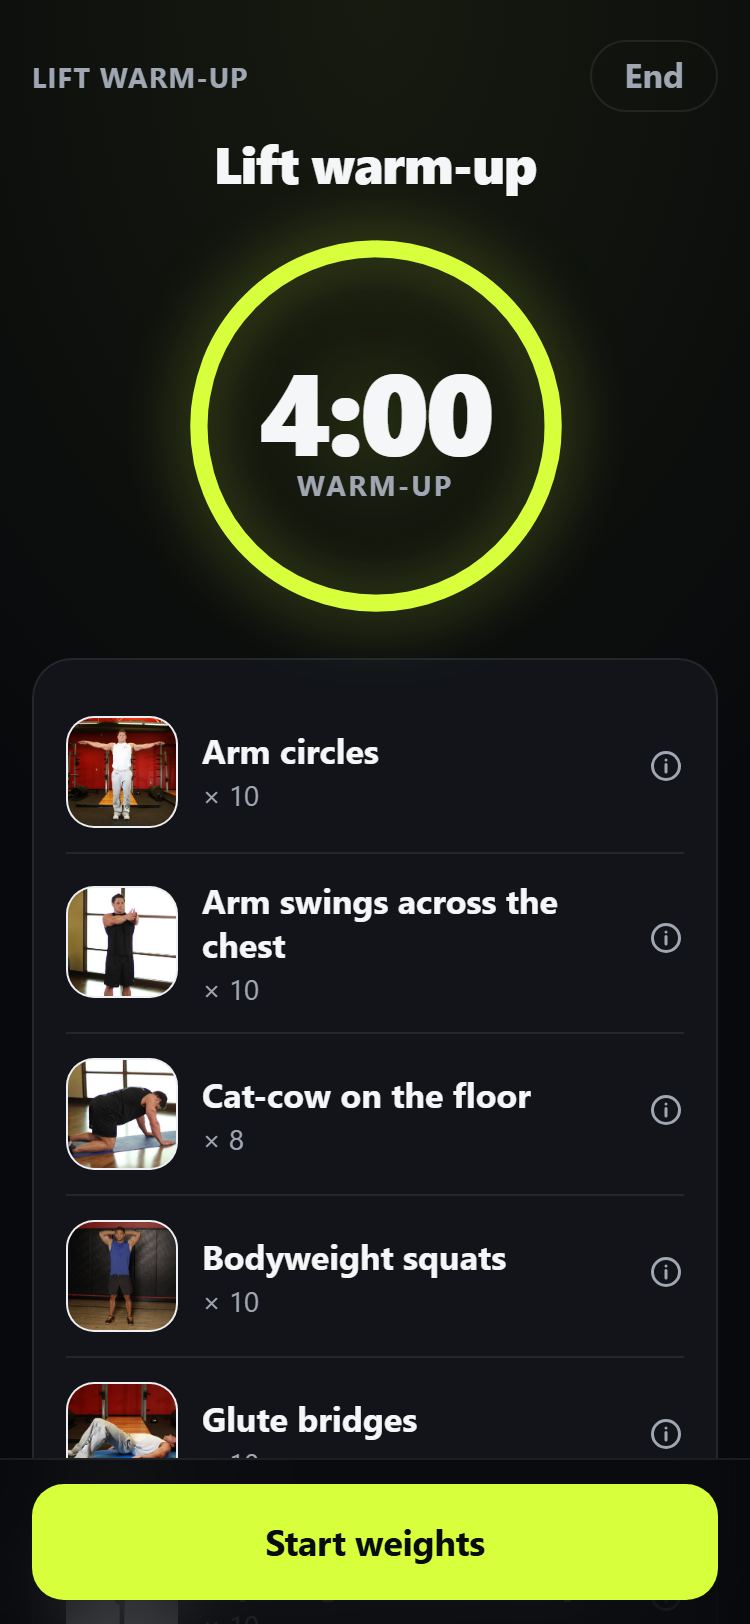 LIFT WARM-UP
End
Lift warm-up
4:00
WARM-UP
Arm circles
× 10
Arm swings across the
chest
× 10
Cat-cow on the floor
× 8
Bodyweight squats
× 10
Glute bridges
Start weights